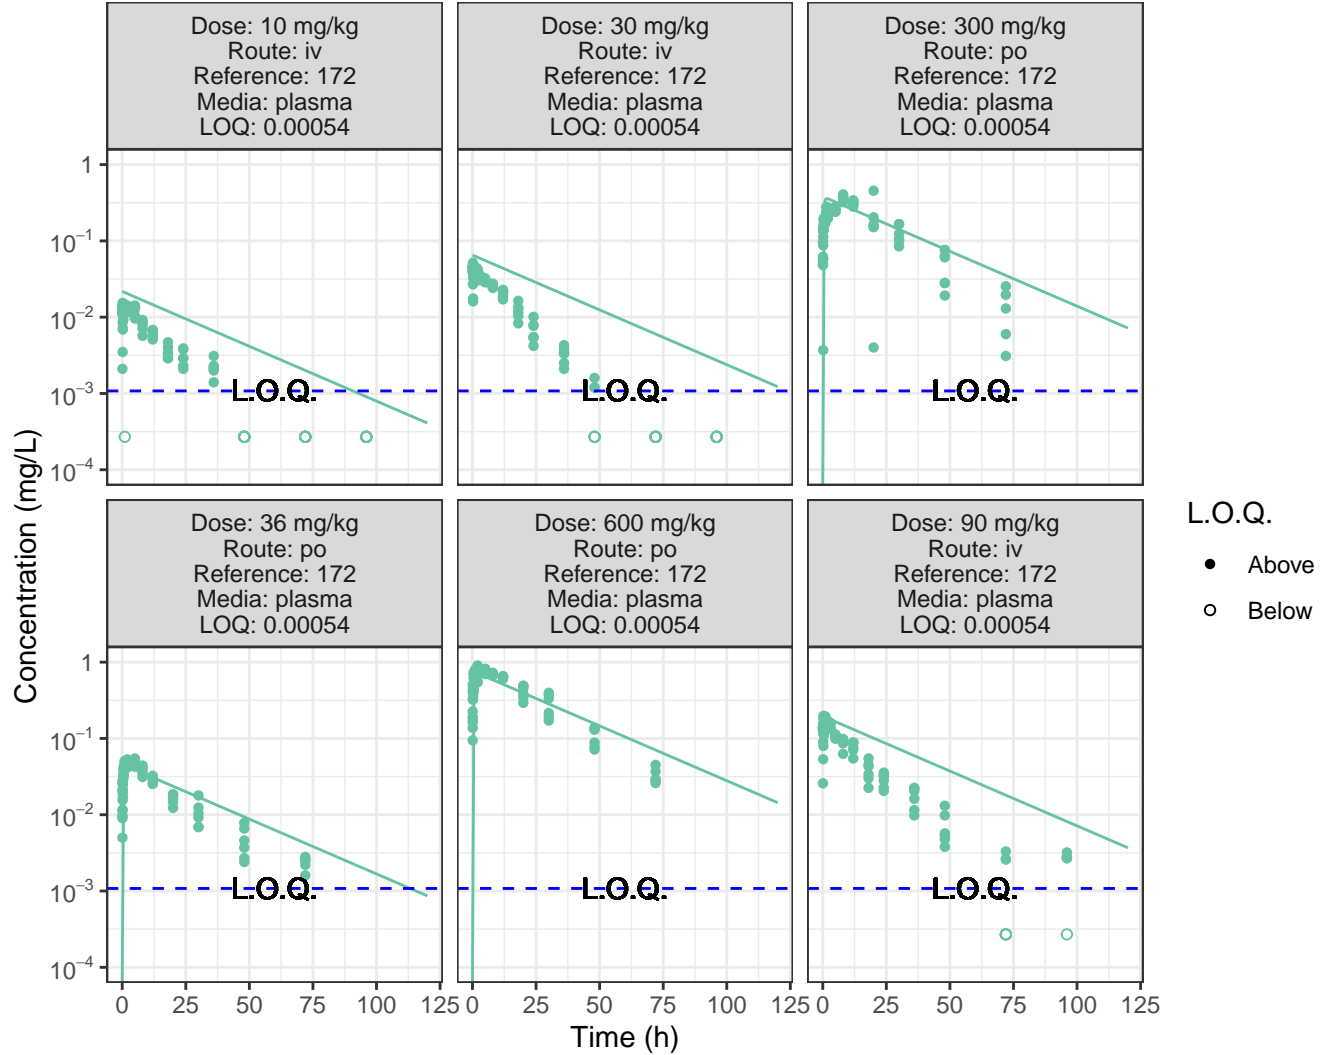 Dose: 10 mg/kg
Route: iv
Reference: 172
Media: plasma
LOQ: 0.00054
Dose: 30 mg/kg
Route: iv
Reference: 172
Media: plasma
LOQ: 0.00054
Dose: 300 mg/kg
Route: po
Reference: 172
Media: plasma
LOQ: 0.00054
1
10⁻¹
10⁻²
10⁻³
10⁻⁴
L.O.Q.
L.O.Q.
L.O.Q.
Dose: 36 mg/kg
Route: po
Reference: 172
Media: plasma
LOQ: 0.00054
Dose: 600 mg/kg
Route: po
Reference: 172
Media: plasma
LOQ: 0.00054
Dose: 90 mg/kg
Route: iv
Reference: 172
Media: plasma
LOQ: 0.00054
1
10⁻¹
10⁻²
10⁻³
10⁻⁴
L.O.Q.
L.O.Q.
L.O.Q.
0 25 50 75 100 125
0 25 50 75 100 125
0 25 50 75 100 125
Time (h)
Concentration (mg/L)
L.O.Q.
Above
Below